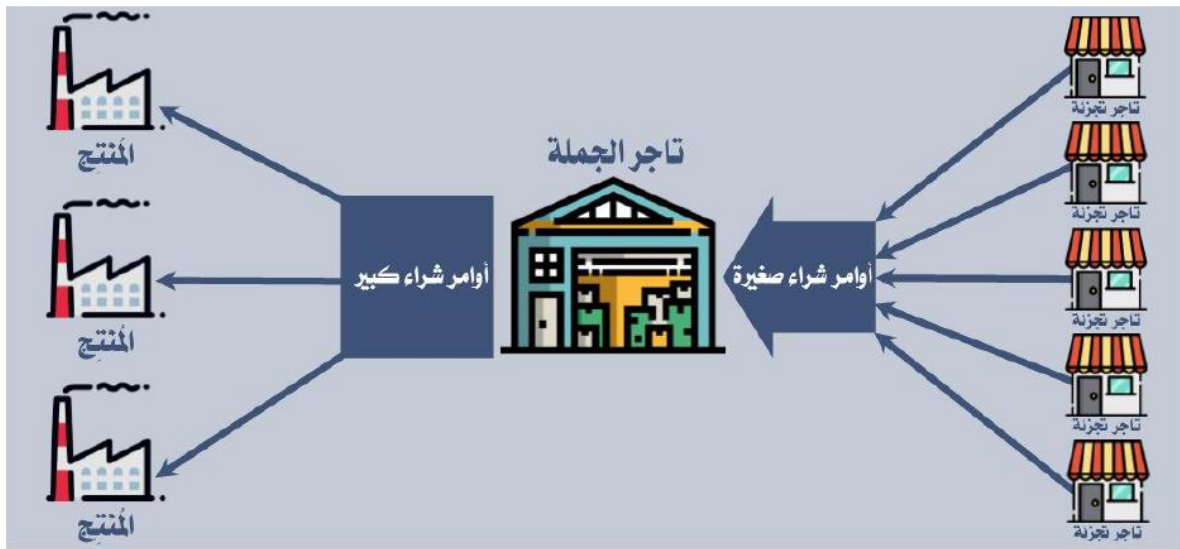 تاجر تجزئة
تاجر تجزئة
تاجر تجزئة
تاجر تجزئة
تاجر تجزئة
أوامر شراء صغيرة
تاجر الجملة
أوامر شراء كبير
المُنتِج
المُنتِج
المُنتِج